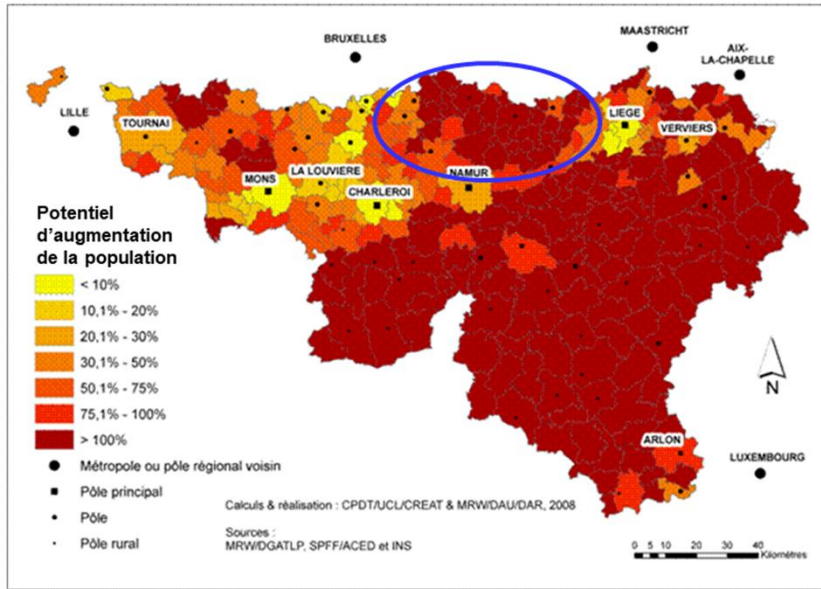 BRUXELLES
MAASTRICHT
AIX-
LA-CHAPELLE
LILLE
TOURNAI
LIEGE
VERVIERS
LA LOUVIERE
MONS
CHARLEROI
NAMUR
Potentiel
d'augmentation
de la population
< 10%
10,1% - 20%
20,1% - 30%
30,1% - 50%
50,1% - 75%
75,1% - 100%
> 100%
N
ARLON
LUXEMBOURG
Métropole ou pôle régional voisin
Pôle principal
Pôle
Pôle rural
Calculs & réalisation : CPDT/UCL/CREAT & MRW/DAU/DAR, 2008
Sources :
MRW/DGATLP, SPFF/ACED et INS
0 5 10 20 30 40
Kilomètres